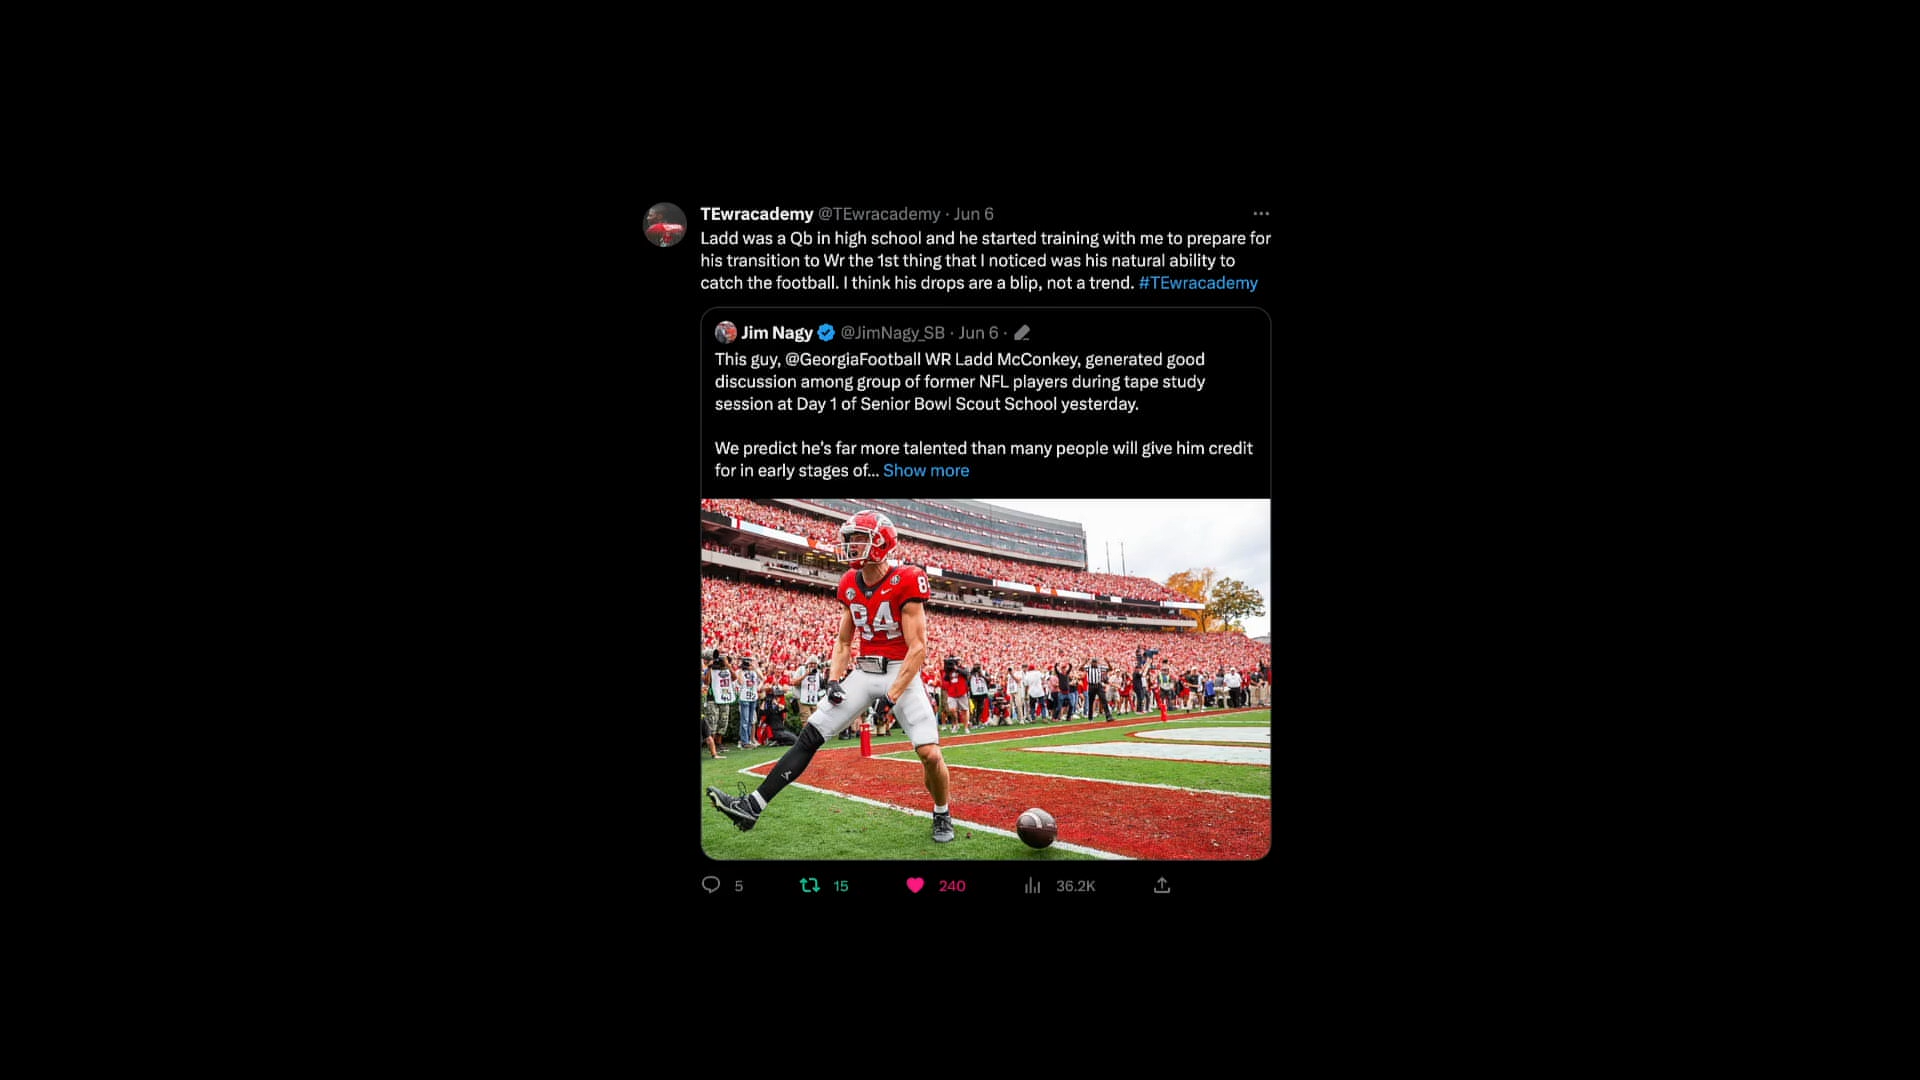 TEwracademy @TEwracademy · Jun 6
Ladd was a Qb in high school and he started training with me to prepare for
his transition to Wr the 1st thing that I noticed was his natural ability to
catch the football. I think his drops are a blip, not a trend. #TEwracademy
Jim Nagy @JimNagy_SB · Jun 6 ·
This guy, @GeorgiaFootball WR Ladd McConkey, generated good
discussion among group of former NFL players during tape study
session at Day 1 of Senior Bowl Scout School yesterday.
We predict he's far more talented than many people will give him credit
for in early stages of... Show more
8
84
5 15 240 36.2K